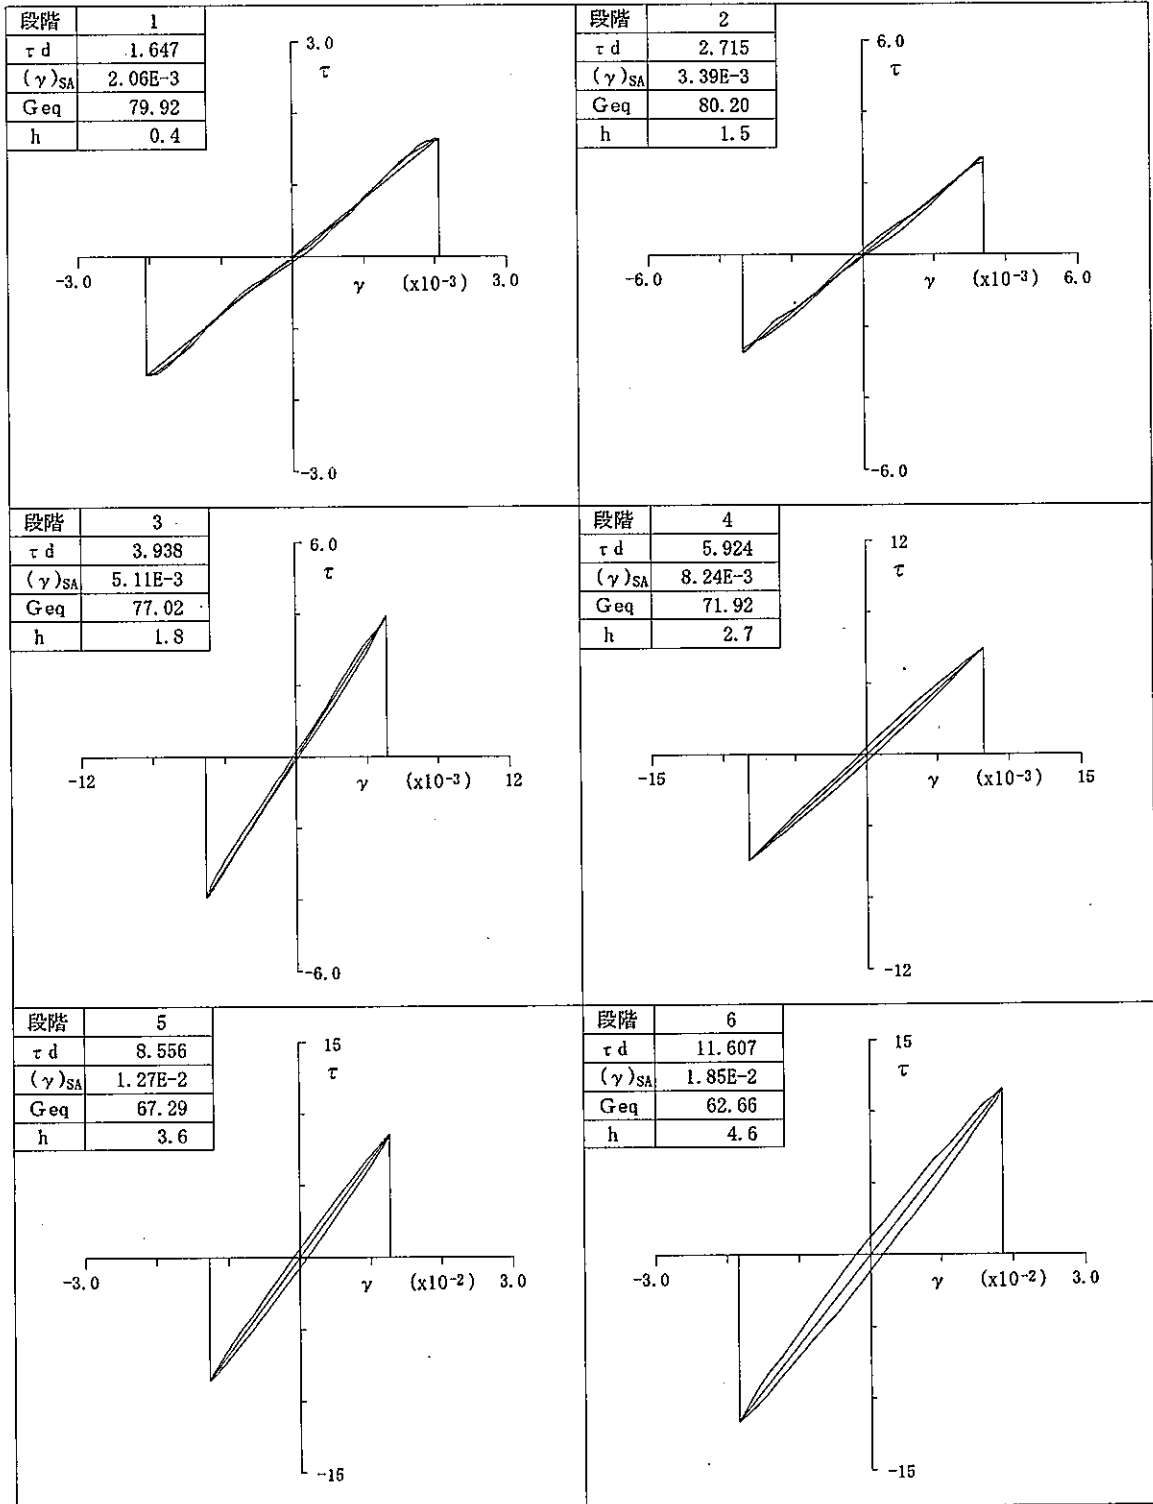 段階 1
τd 1.647
(γ)SA 2.06E-3
Geq 79.92
h 0.4
3.0
τ
-3.0 γ (x10-3) 3.0
-3.0
段階 2
τd 2.715
(γ)SA 3.39E-3
Geq 80.20
h 1.5
6.0
τ
-6.0 γ (x10-3) 6.0
-6.0
段階 3
τd 3.938
(γ)SA 5.11E-3
Geq 77.02
h 1.8
6.0
τ
-12 γ (x10-3) 12
-6.0
段階 4
τd 5.924
(γ)SA 8.24E-3
Geq 71.92
h 2.7
12
τ
-15 γ (x10-3) 15
-12
段階 5
τd 8.556
(γ)SA 1.27E-2
Geq 67.29
h 3.6
15
τ
-3.0 γ (x10-2) 3.0
-15
段階 6
τd 11.607
(γ)SA 1.85E-2
Geq 62.66
h 4.6
15
τ
-3.0 γ (x10-2) 3.0
-15